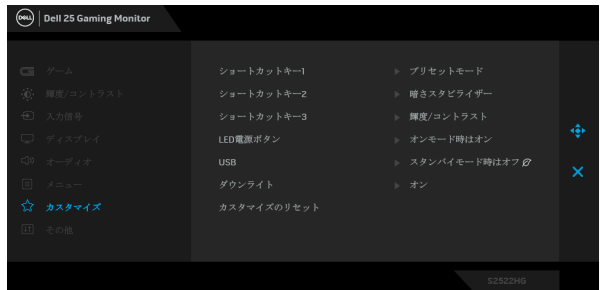 DELL Dell 25 Gaming Monitor
ゲーム ショートカットキー1 プリセットモード
輝度/コントラスト ショートカットキー2 暗さスタビライザー
入力信号 ショートカットキー3 輝度/コントラスト
ディスプレイ LED電源ボタン オンモード時はオン
オーディオ USB スタンバイモード時はオフ
メニュー ダウンライト オン
カスタマイズ カスタマイズのリセット
その他
S2522HG